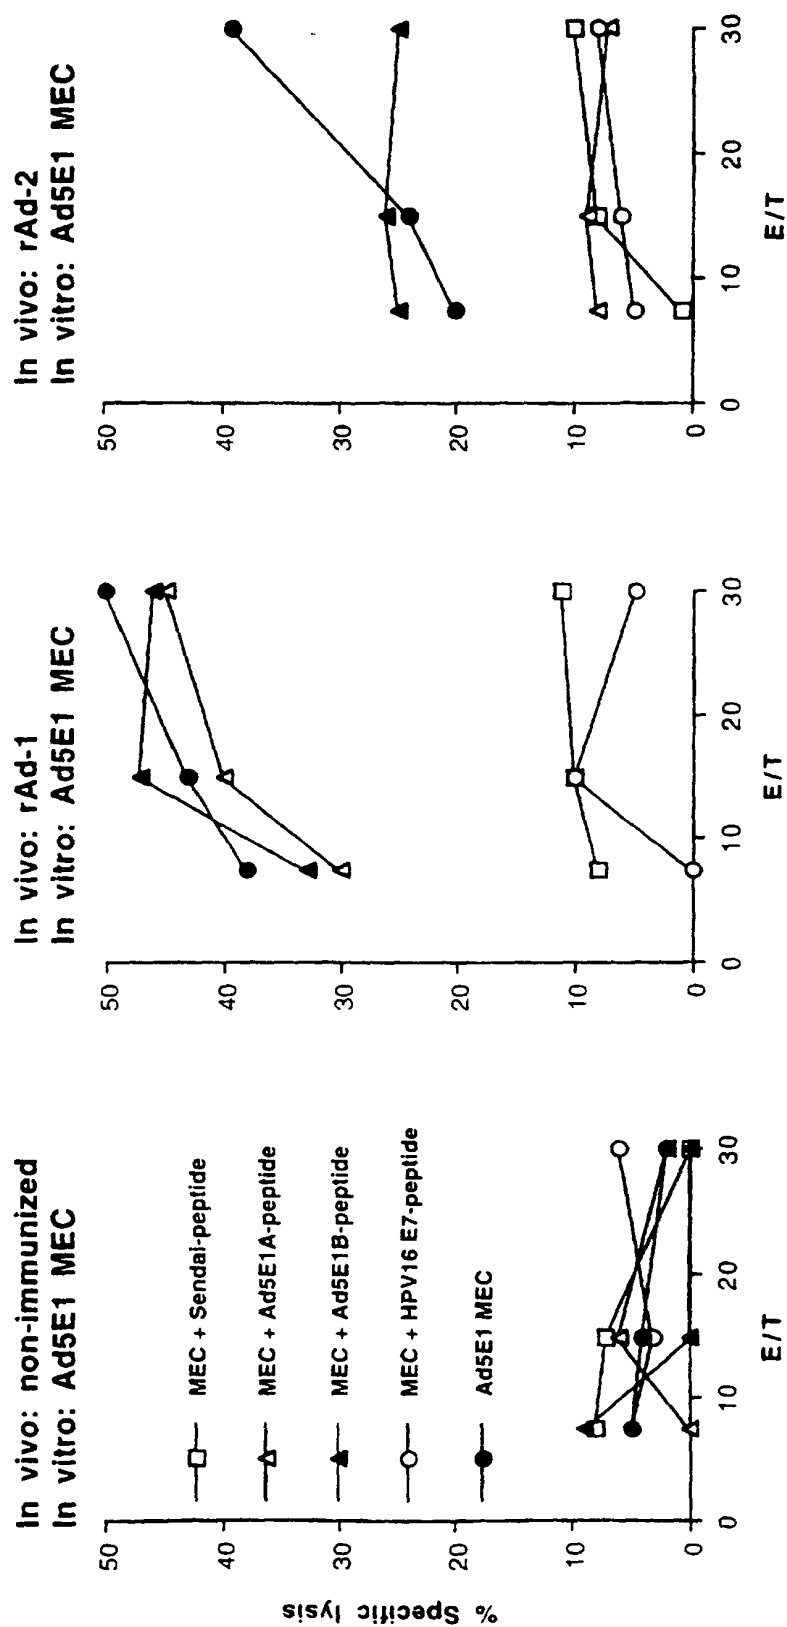 In vivo: non-immunized
In vitro: Ad5E1 MEC
% Specific lysis
50
40
30
20
10
0
MEC + Sendai-peptide
MEC + Ad5E1A-peptide
MEC + Ad5E1B-peptide
MEC + HPV16 E7-peptide
Ad5E1 MEC
0
10
20
30
E/T
In vivo: rAd-1
In vitro: Ad5E1 MEC
50
40
30
20
10
0
0
10
20
30
E/T
In vivo: rAd-2
In vitro: Ad5E1 MEC
50
40
30
20
10
0
0
10
20
30
E/T